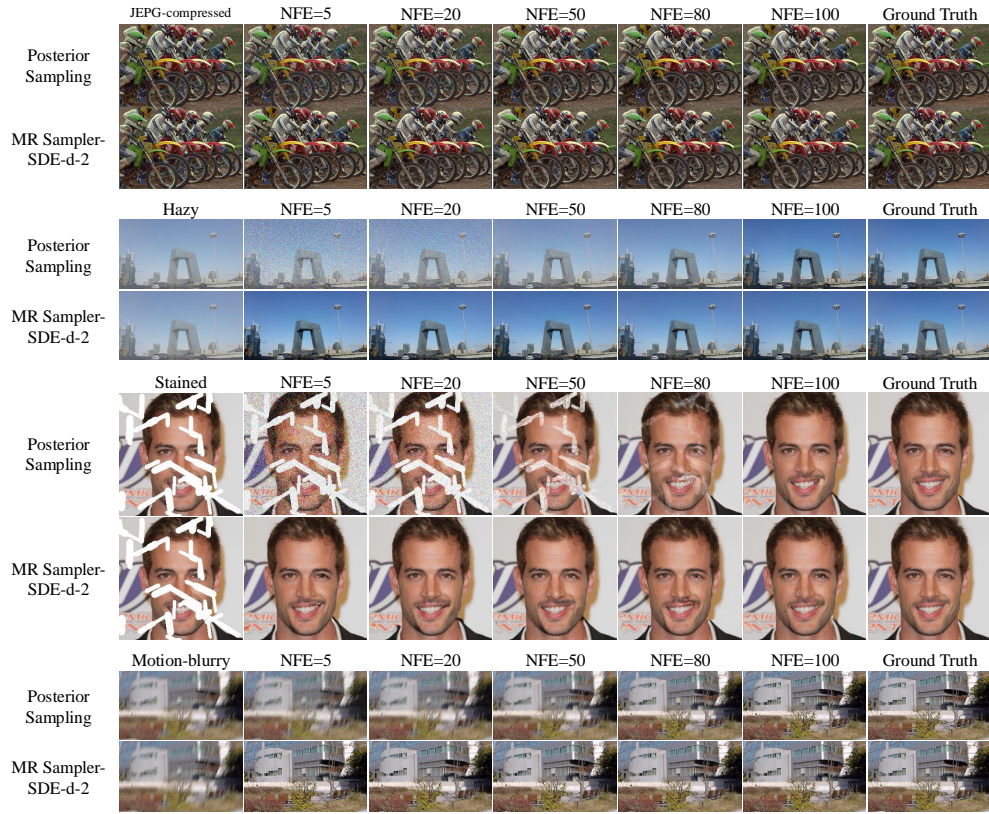 JEPG-compressed NFE=5 NFE=20 NFE=50 NFE=80 NFE=100 Ground Truth
Posterior
Sampling
MR Sampler-
SDE-d-2
Hazy NFE=5 NFE=20 NFE=50 NFE=80 NFE=100 Ground Truth
Posterior
Sampling
MR Sampler-
SDE-d-2
Stained NFE=5 NFE=20 NFE=50 NFE=80 NFE=100 Ground Truth
Posterior
Sampling
MR Sampler-
SDE-d-2
Motion-blurry NFE=5 NFE=20 NFE=50 NFE=80 NFE=100 Ground Truth
Posterior
Sampling
MR Sampler-
SDE-d-2